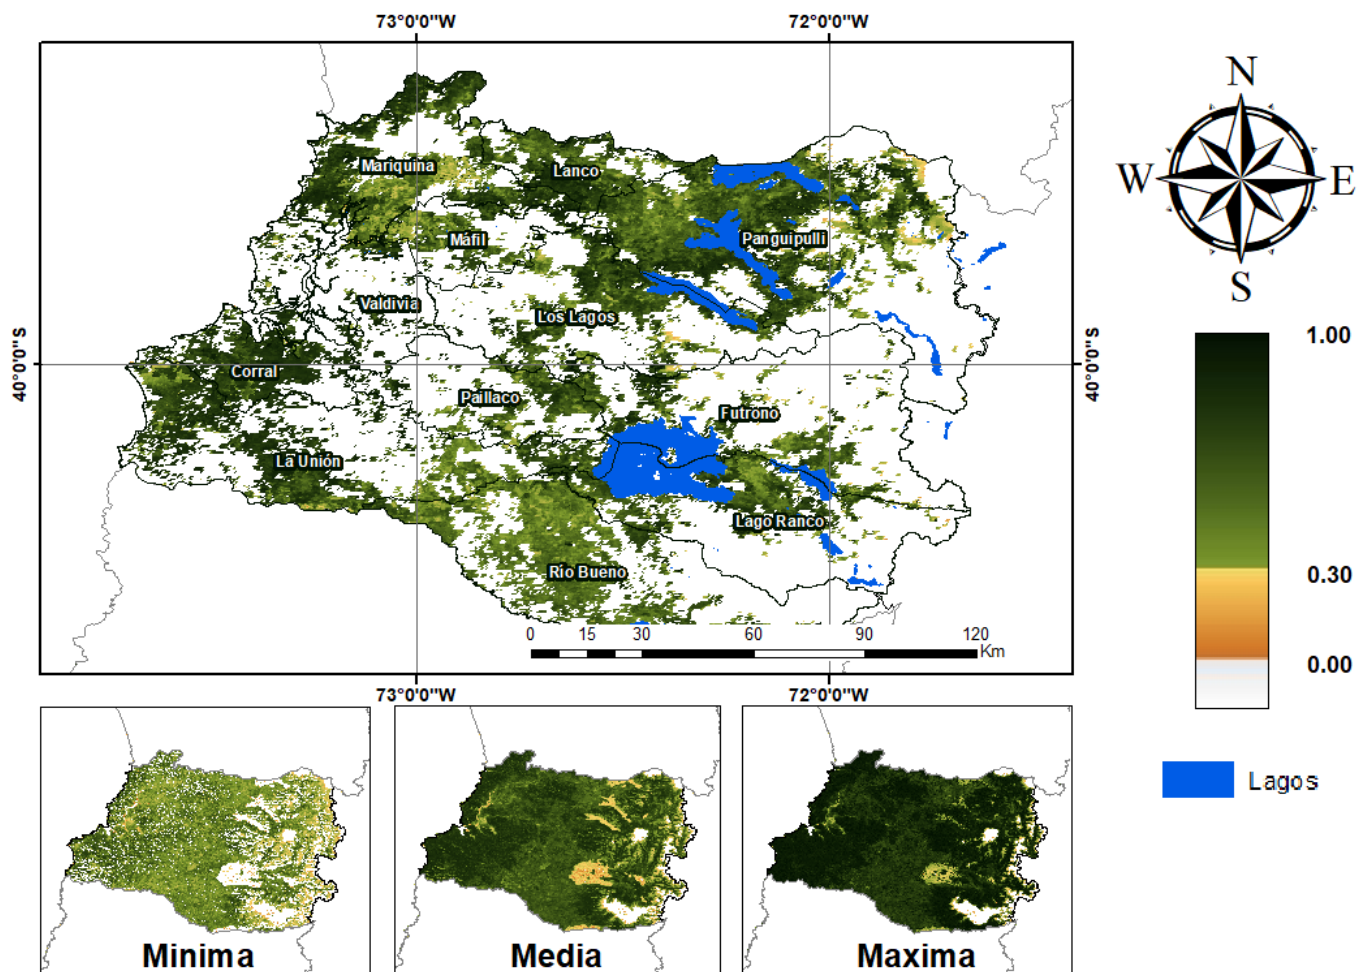 73°0'0"W
72°0'0"W
N
W
E
S
Mariquina
Lanco
Máfil
Panguipulli
Valdivia
Los Lagos
40°0'0"S
40°0'0"S
Corral
Paillaco
Futrono
La Unión
Lago Ranco
Río Bueno
0 15 30 60 90 120
Km
1.00
0.30
0.00
73°0'0"W
72°0'0"W
Lagos
Minima
Media
Maxima